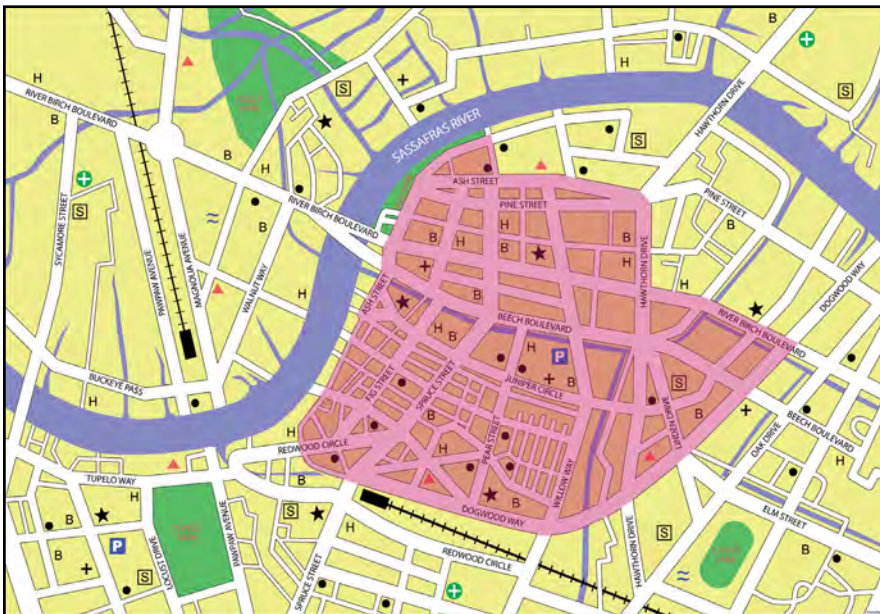 H
B
B
H
B
S
H
B
RIVER BIRCH BOULEVARD
B
SASSAFRAS RIVER
HAWTHORN DRIVE
S
B
H
ASH STREET
S
PINE STREET
PINE STREET
S
RIVER BIRCH BOULEVARD
B
H
B
B
H
SYCAMORE STREET
PAWPAW AVENUE
MAGNOLIA AVENUE
WALNUT WAY
H
ASH STREET
HAWTHORN DRIVE
DOGWOOD WAY
BEECH BOULEVARD
RIVER BIRCH BOULEVARD
H
B
H
P
B
BUCKEYE PASS
H
FIG STREET
SPRUCE STREET
JUNIPER CIRCLE
S
LINDEN DRIVE
B
B
BEECH BOULEVARD
B
H
REDWOOD CIRCLE
H
PEAR STREET
OAK DRIVE
H
TUPELO WAY
H
B
WILLOW WAY
B
B
S
B
DOGWOOD WAY
ELM STREET
S
H
P
B
S
LOCUST DRIVE
PAWPAW AVENUE
SPRUCE STREET
H
REDWOOD CIRCLE
HAWTHORN DRIVE
B
S